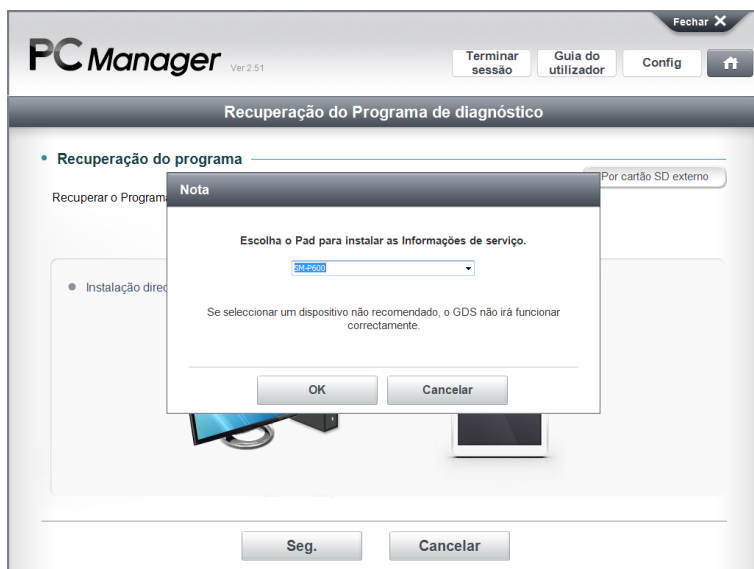 Fechar X
PC Manager Ver 2.51
Terminar sessão
Guia do utilizador
Config
Recuperação do Programa de diagnóstico
Recuperação do programa
Por cartão SD externo
Recuperar o Program
Nota
Escolha o Pad para instalar as Informações de serviço.
SM-P600
Instalação direc
Se seleccionar um dispositivo não recomendado, o GDS não irá funcionar
correctamente.
OK
Cancelar
Seg.
Cancelar